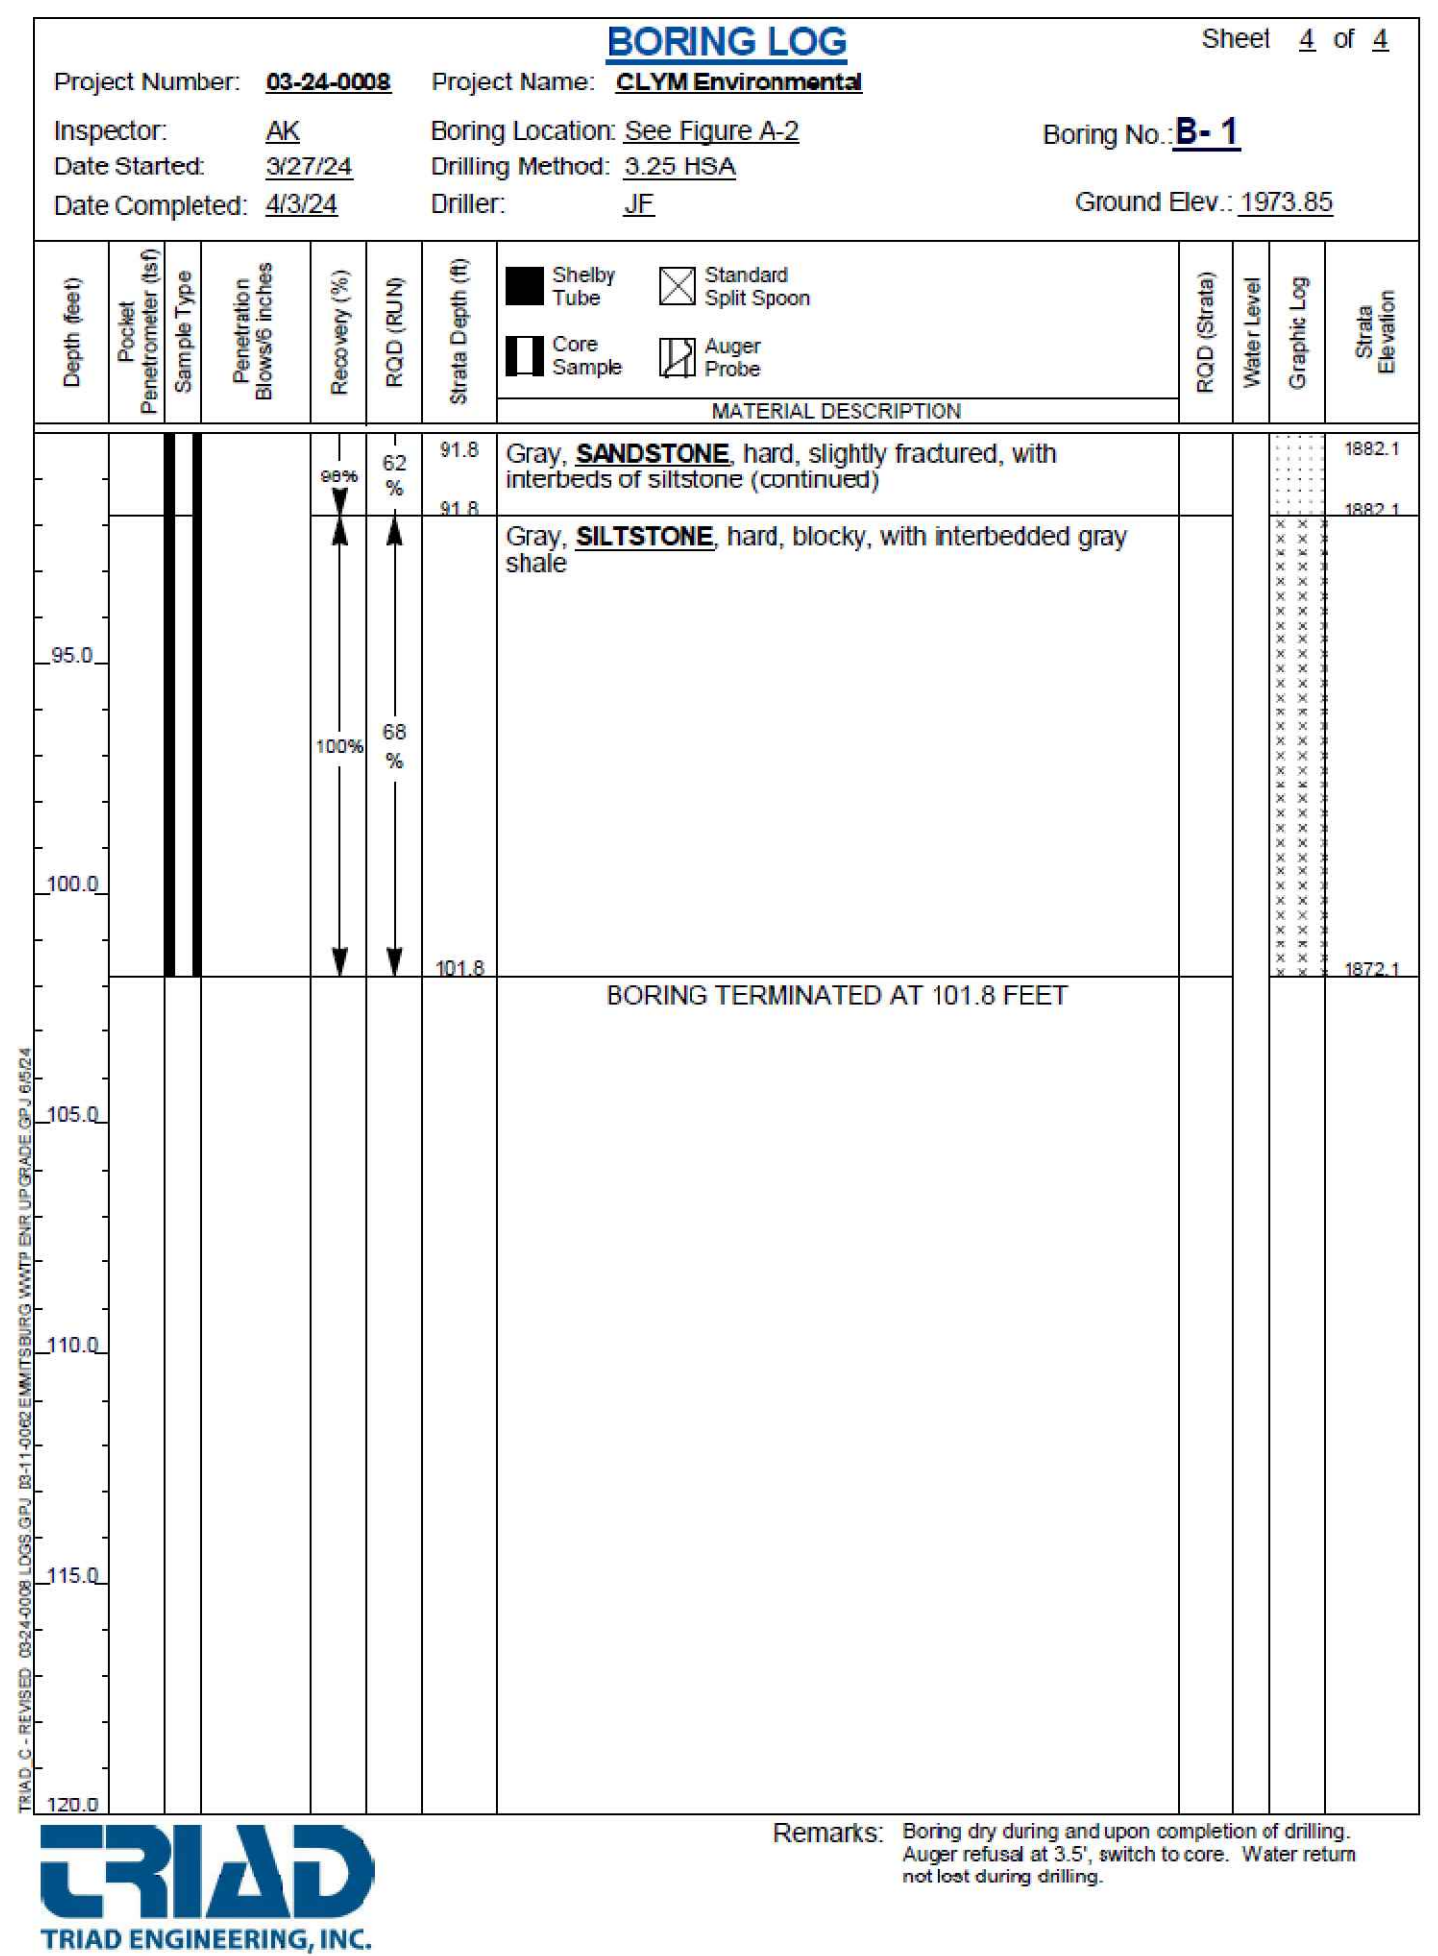 BORING LOG
Sheet 4 of 4
Project Number: 03-24-0008 Project Name: CLYM Environmental
Inspector: AK Boring Location: See Figure A-2
Boring No.: B- 1
Date Started: 3/27/24 Drilling Method: 3.25 HSA
Date Completed: 4/3/24 Driller: JF
Ground Elev.: 1973.85
Depth (feet)
Pocket
Penetrometer (tsf)
Sample Type
Penetration
Blows/6 inches
Recovery (%)
RQD (RUN)
Strata Depth (ft)
Shelby
Tube
Standard
Split Spoon
Core
Sample
Auger
Probe
MATERIAL DESCRIPTION
RQD (Strata)
Water Level
Graphic Log
Strata
Elevation
98%
62
%
91.8
Gray, SANDSTONE, hard, slightly fractured, with
interbeds of siltstone (continued)
1882.1
91.8
1882.1
Gray, SILTSTONE, hard, blocky, with interbedded gray
shale
95.0
100%
68
%
100.0
101.8
1872.1
BORING TERMINATED AT 101.8 FEET
105.0
110.0
115.0
120.0
TRIAD_C - REVISED 03-24-0008 LOGS.GPJ 03-11-0062 EMMITSBURG WWTP ENR UPGRADE.GPJ 6/5/24
Remarks: Boring dry during and upon completion of drilling.
Auger refusal at 3.5', switch to core. Water return
not lost during drilling.
TRIAD
TRIAD ENGINEERING, INC.